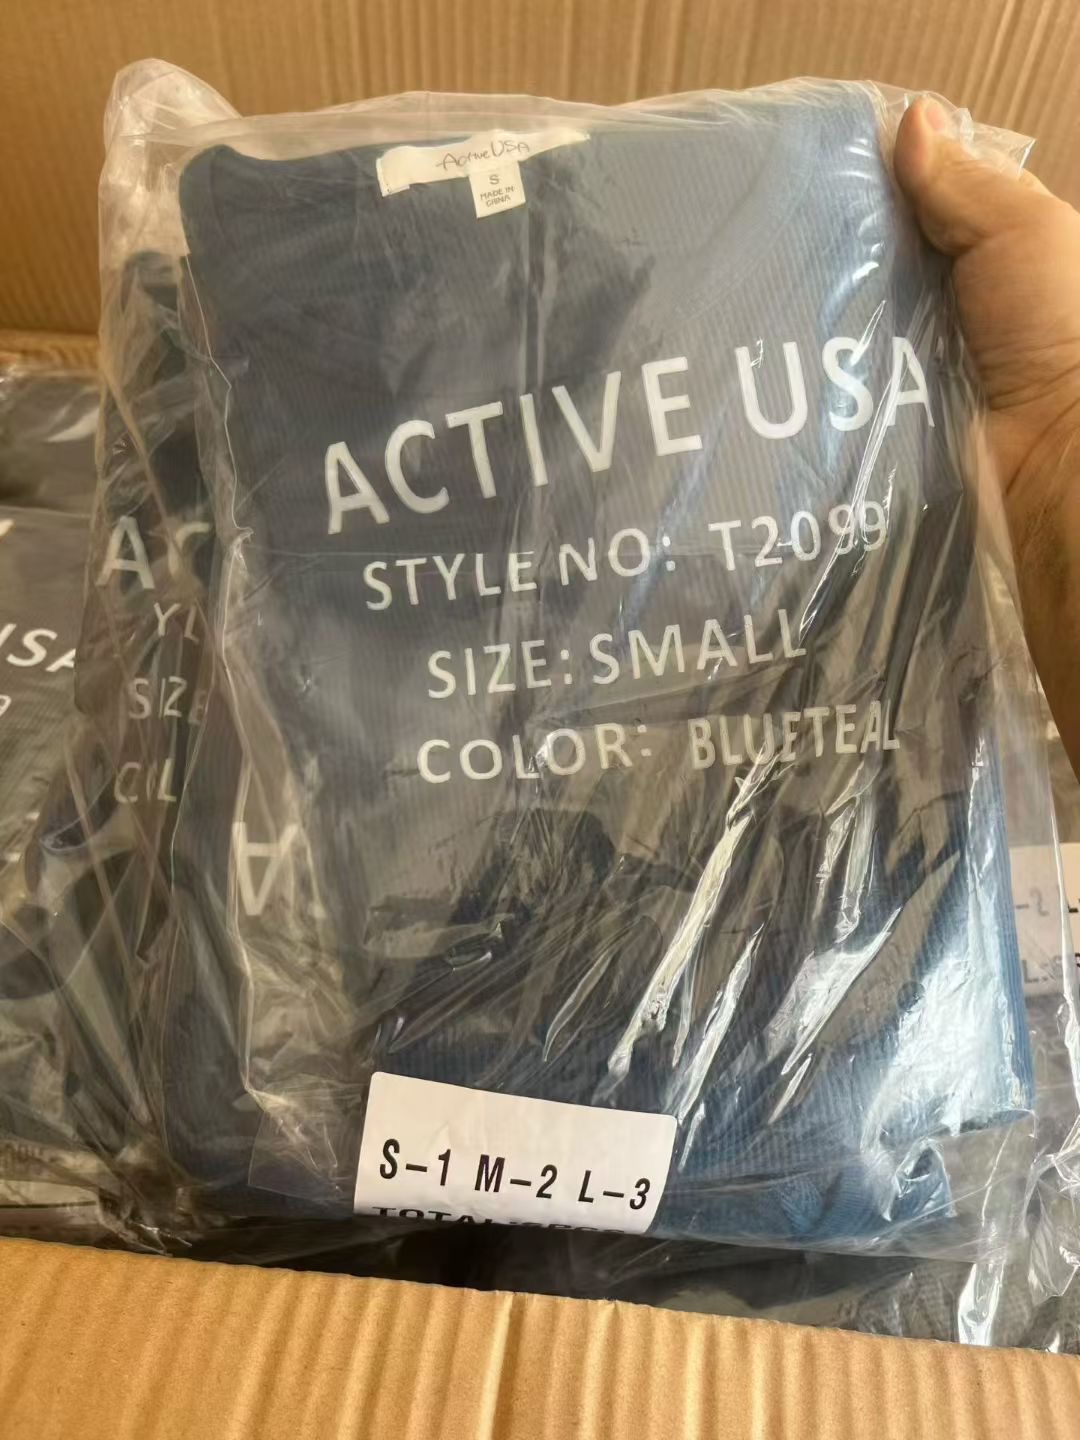 Active USA
S
MADE IN
CHINA
ACTIVE USA
STYLE NO: T2099
SIZE: SMALL
COLOR: BLUETEAL
S-1 M-2 L-3